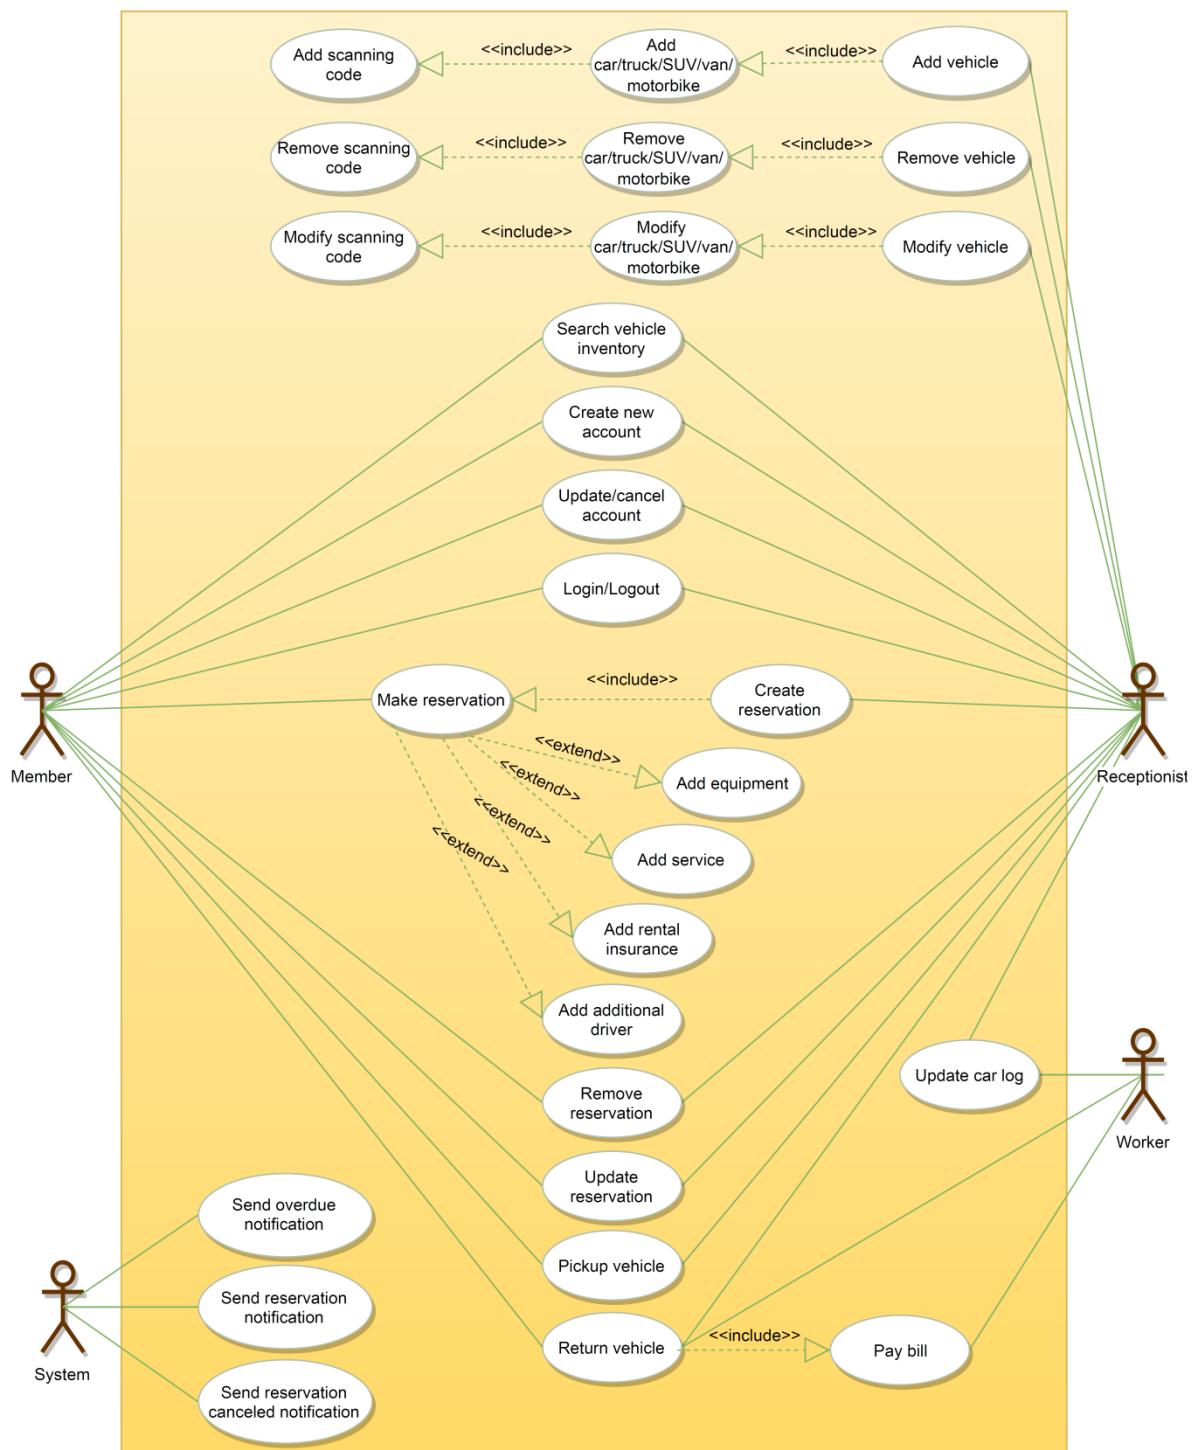 <<include>>
<<include>>
Add scanning
code
Add
car/truck/SUV/van/
motorbike
Add vehicle
<<include>>
<<include>>
Remove scanning
code
Remove
car/truck/SUV/van/
motorbike
Remove vehicle
<<include>>
<<include>>
Modify scanning
code
Modify
car/truck/SUV/van/
motorbike
Modify vehicle
Search vehicle
inventory
Create new
account
Update/cancel
account
Login/Logout
<<include>>
Make reservation
Create
reservation
Member
Receptionist
<<extend>>
Add equipment
<<extend>>
Add service
<<extend>>
Add rental
insurance
<<extend>>
Add additional
driver
Remove
reservation
Update car log
Worker
Update
reservation
Send overdue
notification
Pickup vehicle
Send reservation
notification
System
Return vehicle
<<include>>
Pay bill
Send reservation
canceled notification